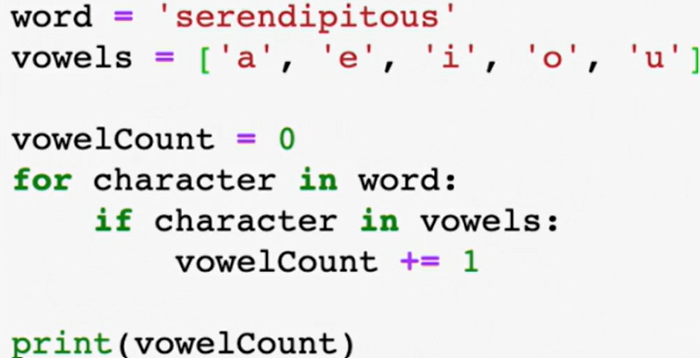 word = 'serendipitous'
vowels = ['a', 'e', 'i', 'o', 'u']
vowelCount = 0
for character in word:
    if character in vowels:
        vowelCount += 1
print(vowelCount)